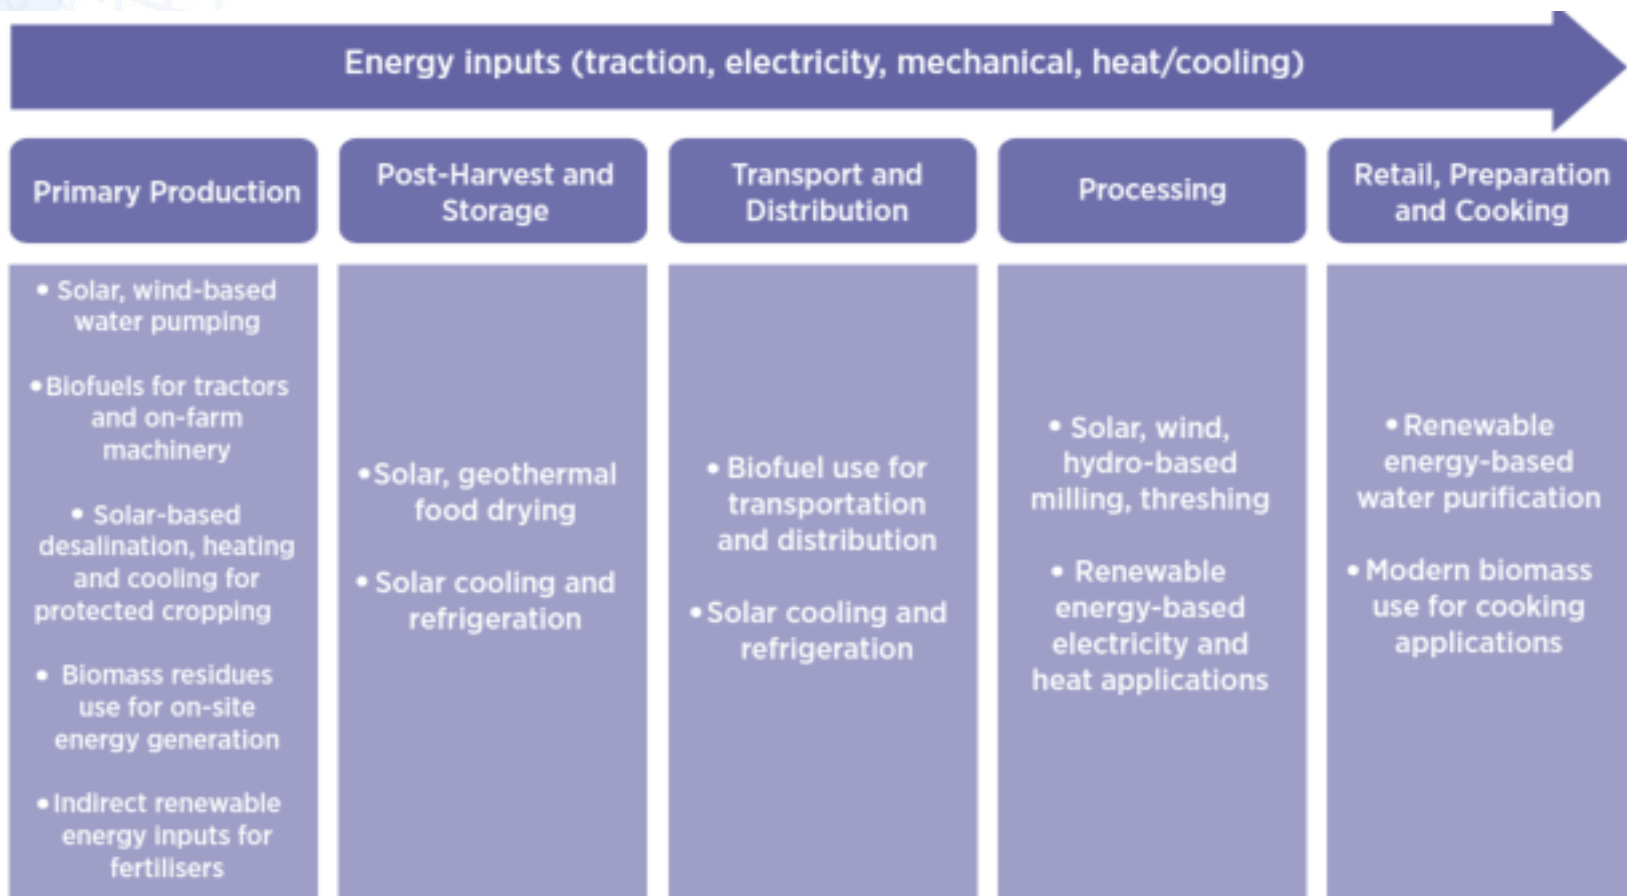 Energy inputs (traction, electricity, mechanical, heat/cooling)
Primary Production
• Solar, wind-based
water pumping
• Biofuels for tractors
and on-farm
machinery
• Solar-based
desalination, heating
and cooling for
protected cropping
• Biomass residues
use for on-site
energy generation
• Indirect renewable
energy inputs for
fertilisers
Post-Harvest and
Storage
• Solar, geothermal
food drying
• Solar cooling and
refrigeration
Transport and
Distribution
• Biofuel use for
transportation
and distribution
• Solar cooling and
refrigeration
Processing
• Solar, wind,
hydro-based
milling, threshing
• Renewable
energy-based
electricity and
heat applications
Retail, Preparation
and Cooking
• Renewable
energy-based
water purification
• Modern biomass
use for cooking
applications